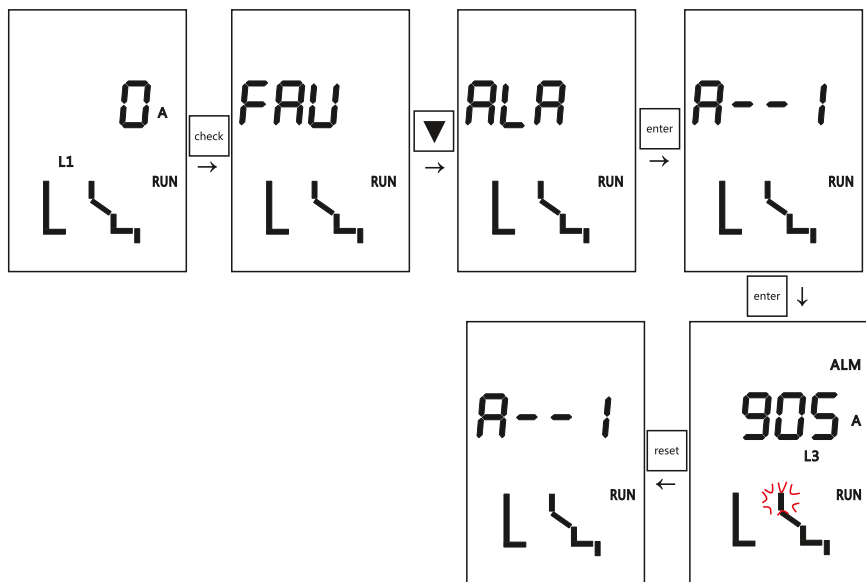 0 A
L1
RUN
check
FAU
RUN
ALA
RUN
enter
A--1
RUN
enter
ALM
905 A
L3
RUN
reset
A--1
RUN